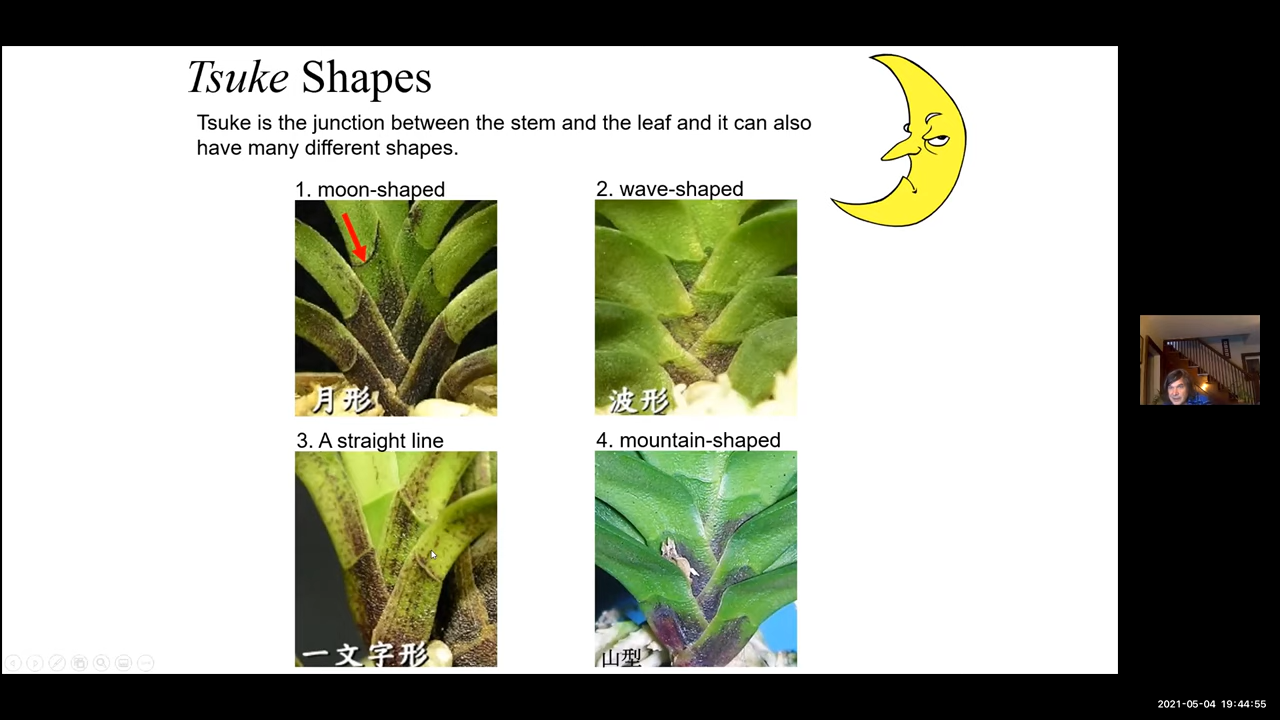 Tsuke Shapes
Tsuke is the junction between the stem and the leaf and it can also
have many different shapes.
1. moon-shaped
2. wave-shaped
月形
波形
3. A straight line
4. mountain-shaped
一文字形
山型
2021-05-04 19:44:55